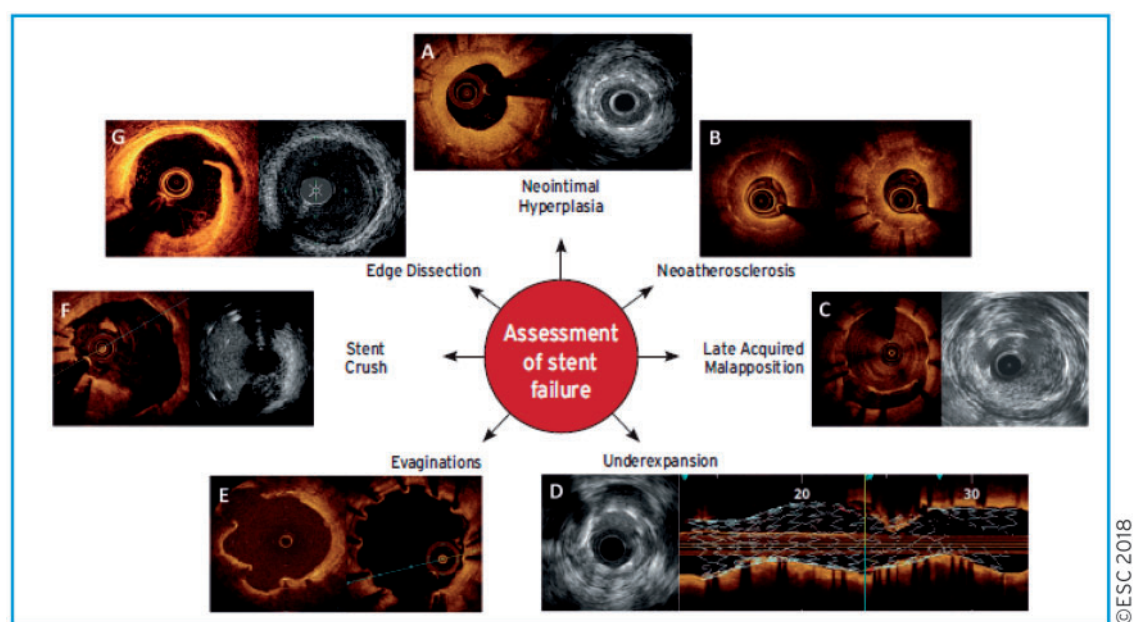 A
Neointimal
Hyperplasia
G
B
Edge Dissection
Neoatherosclerosis
F
Stent
Crush
Assessment
of stent
failure
C
Late Acquired
Malapposition
Evaginations
Underexpansion
E
D
20
30
©ESC 2018